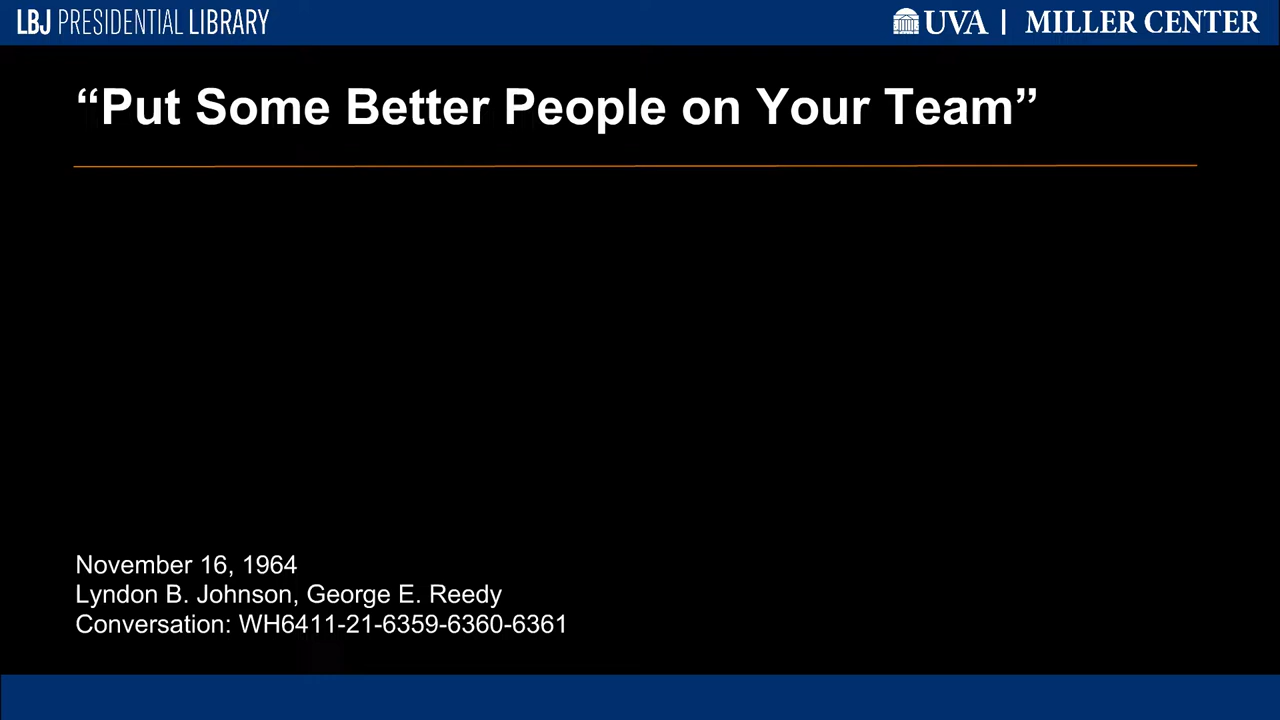 LBJ PRESIDENTIAL LIBRARY
UVA | MILLER CENTER
“Put Some Better People on Your Team”
November 16, 1964
Lyndon B. Johnson, George E. Reedy
Conversation: WH6411-21-6359-6360-6361